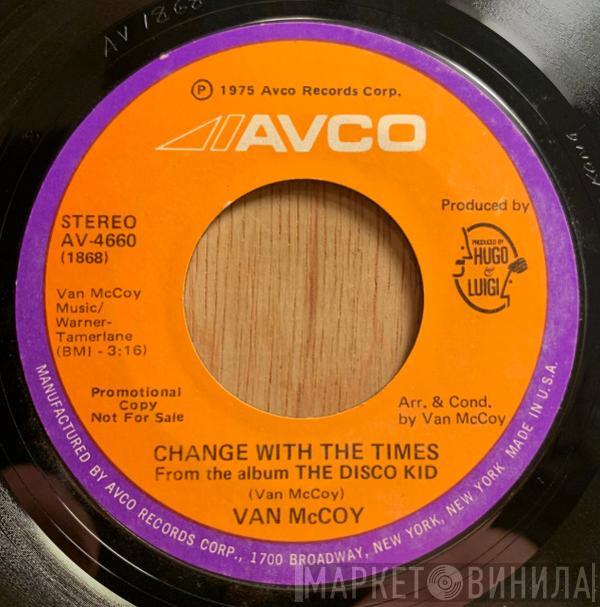 AV 1868
Ⓟ 1975 Avco Records Corp.
AVCO
STEREO
AV-4660
(1868)
Produced by
PRODUCED BY
HUGO
&
LUIGI
Van McCoy
Music/
Warner-
Tamerlane
(BMI - 3:16)
Promotional
Copy
Not For Sale
Arr. & Cond.
by Van McCoy
CHANGE WITH THE TIMES
From the album THE DISCO KID
(Van McCoy)
VAN McCOY
MANUFACTURED BY AVCO RECORDS CORP., 1700 BROADWAY, NEW YORK, NEW YORK MADE IN U.S.A.
МАРКЕТ ВИНИЛА